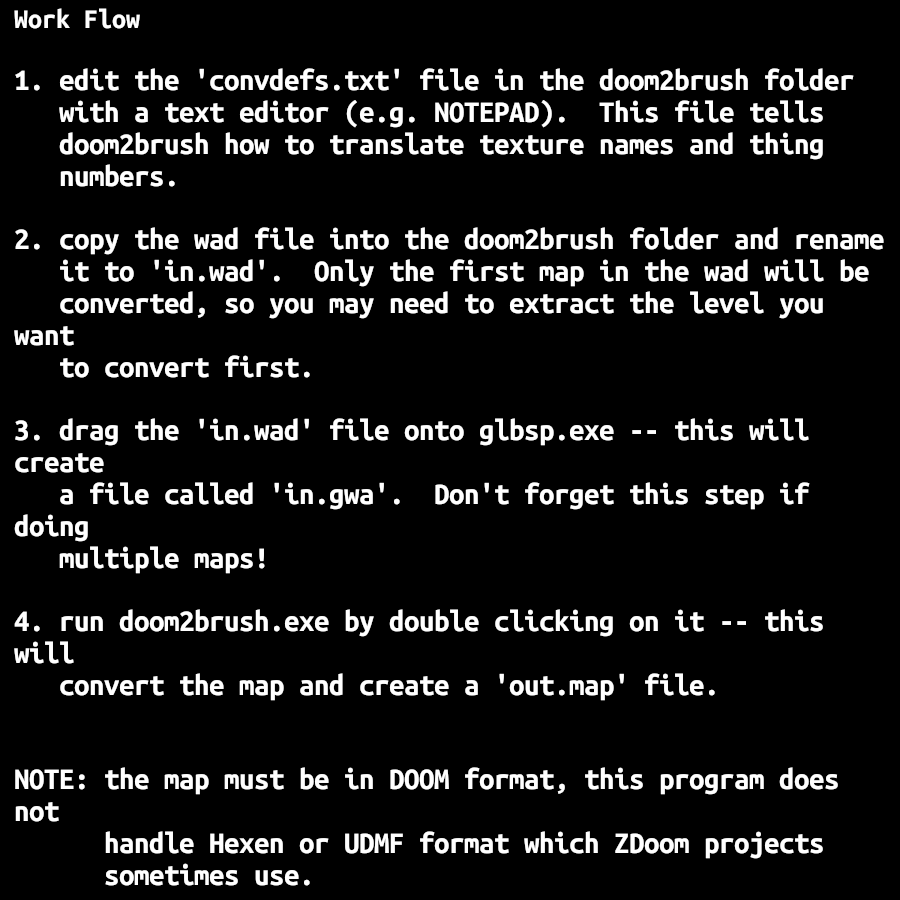 Work Flow
1. edit the 'convdefs.txt' file in the doom2brush folder
with a text editor (e.g. NOTEPAD).  This file tells
doom2brush how to translate texture names and thing
numbers.
2. copy the wad file into the doom2brush folder and rename
it to 'in.wad'.  Only the first map in the wad will be
converted, so you may need to extract the level you
want
to convert first.
3. drag the 'in.wad' file onto glbsp.exe -- this will
create
a file called 'in.gwa'.  Don't forget this step if
doing
multiple maps!
4. run doom2brush.exe by double clicking on it -- this
will
convert the map and create a 'out.map' file.
NOTE: the map must be in DOOM format, this program does
not
handle Hexen or UDMF format which ZDoom projects
sometimes use.